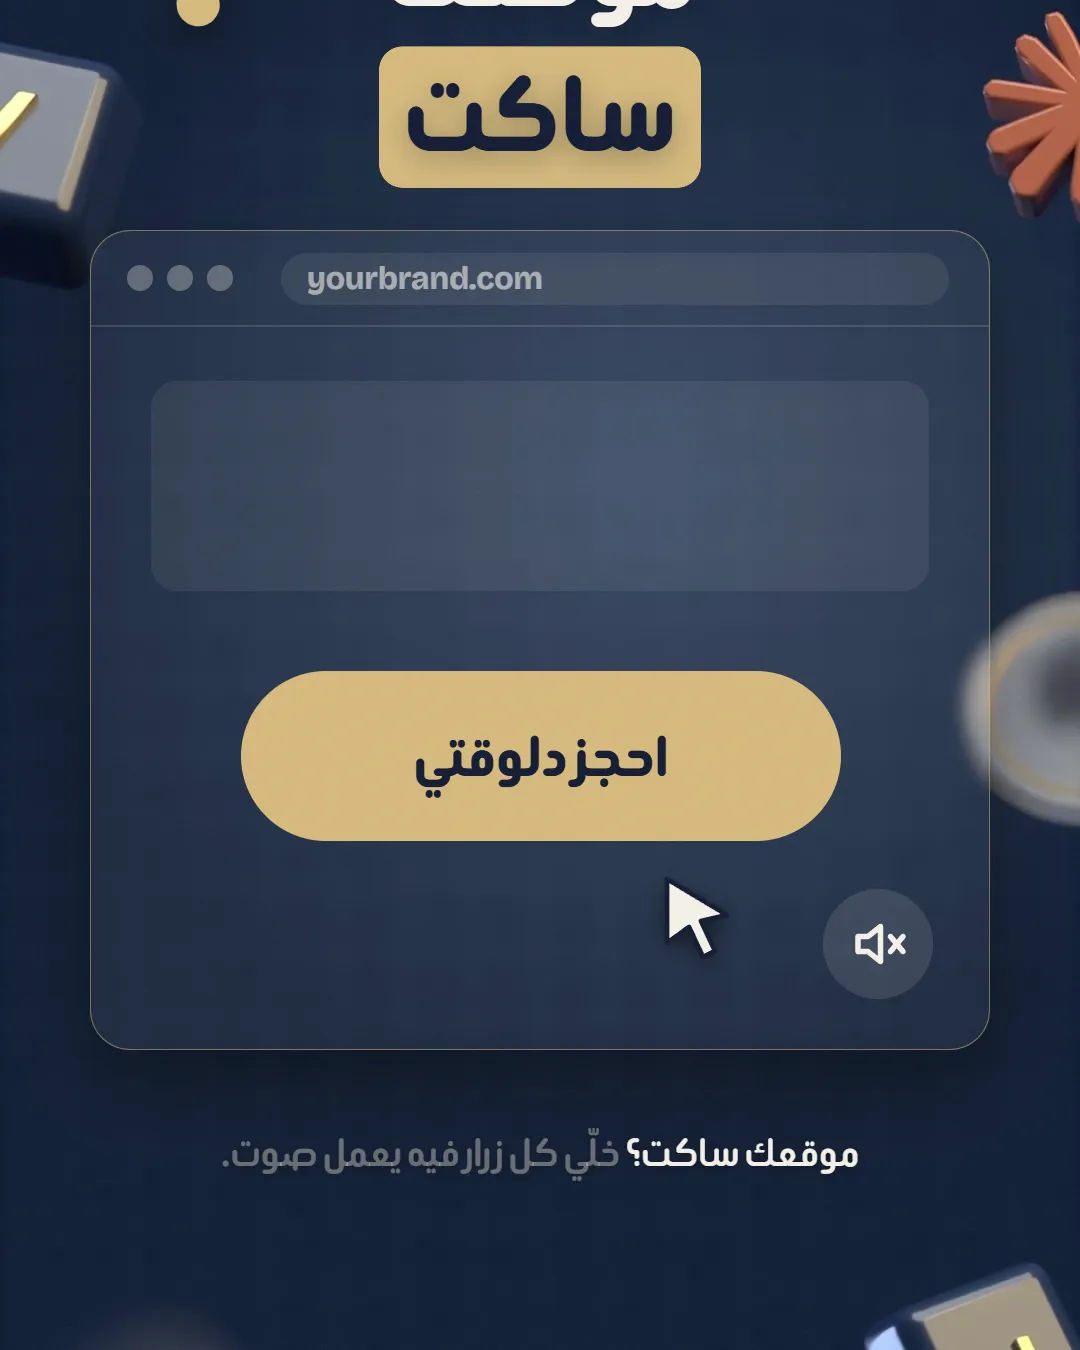 ساكت
yourbrand.com
احجز دلوقتي
موقعك ساكت؟ خلّي كل زرار فيه يعمل صوت.